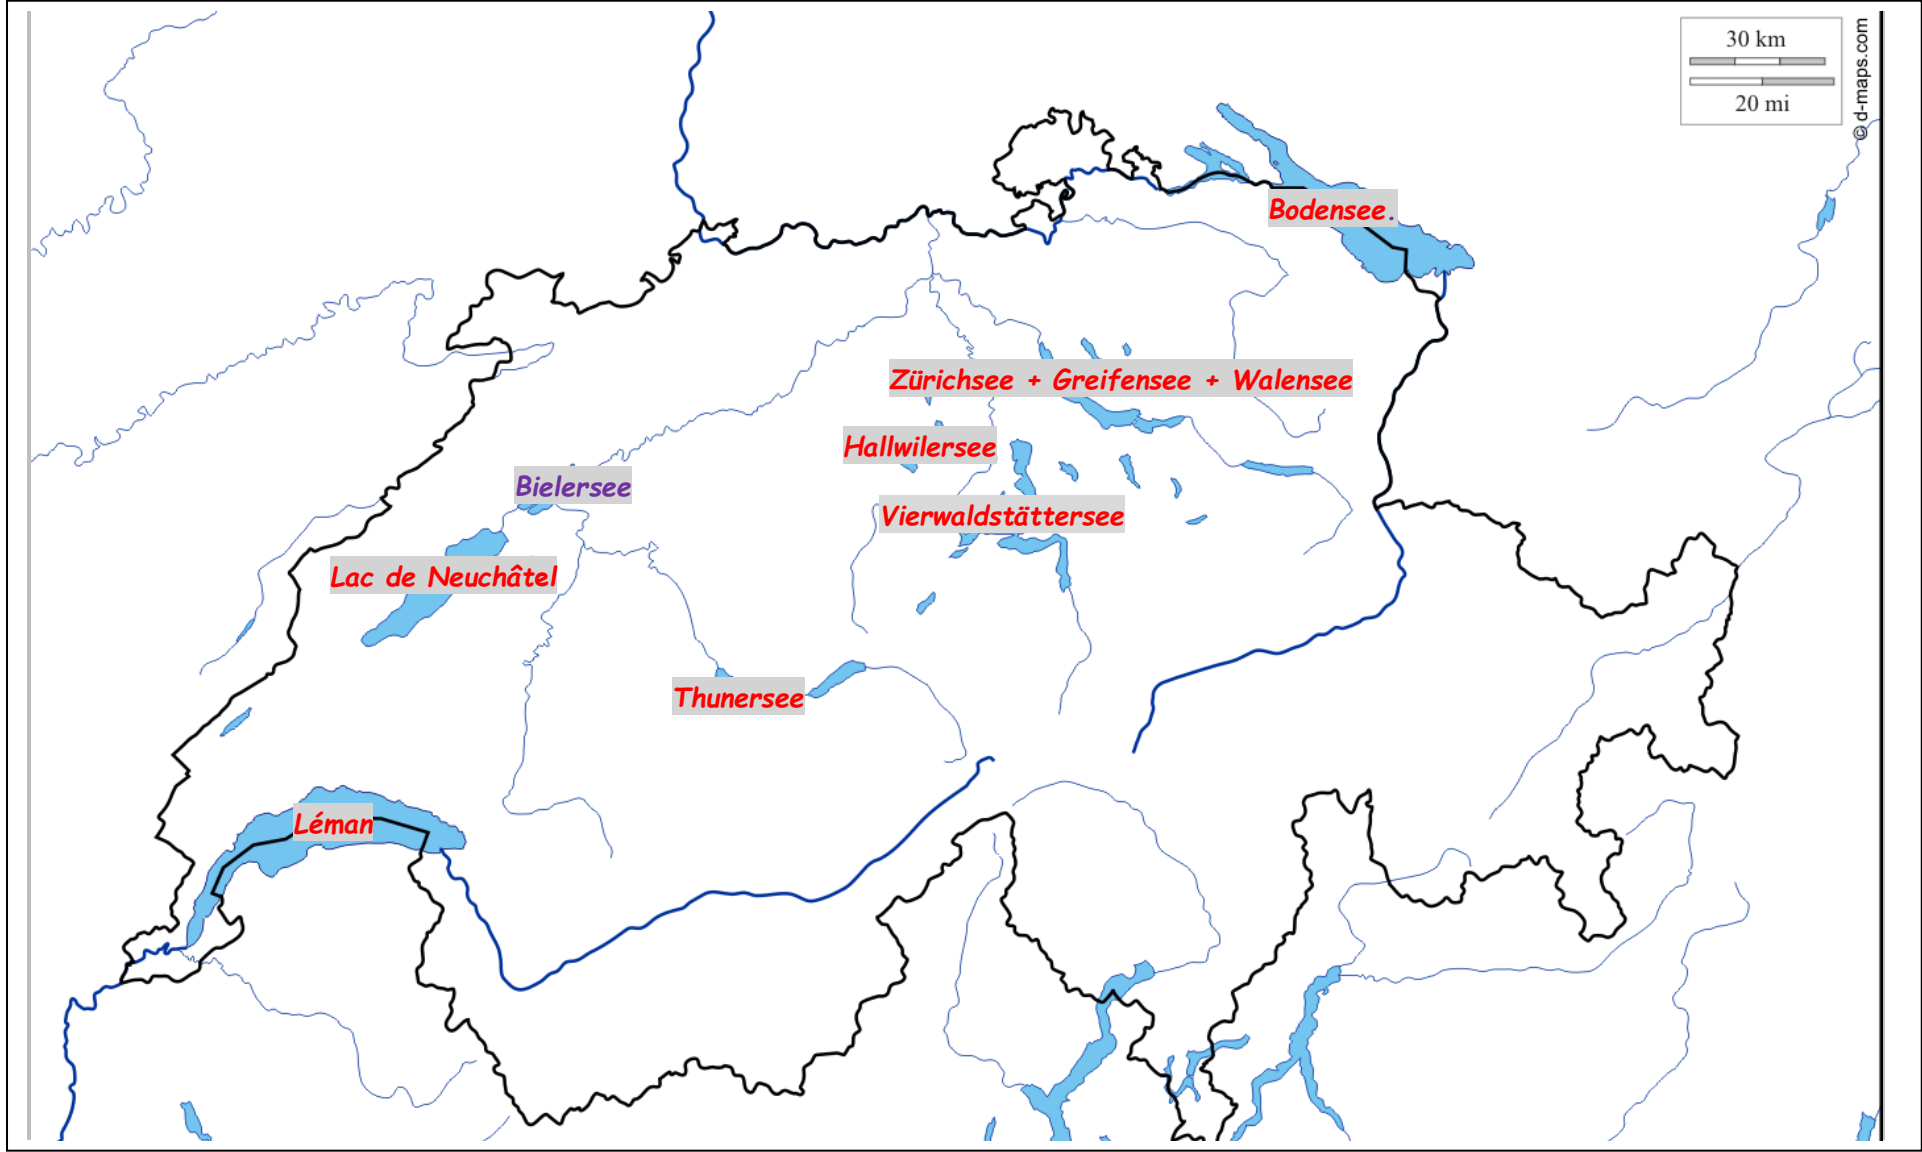 30 km
20 mi
© d-maps.com
Bodensee.
Zürichsee + Greifensee + Walensee
Hallwilersee
Bielersee
Vierwaldstättersee
Lac de Neuchâtel
Thunersee
Léman